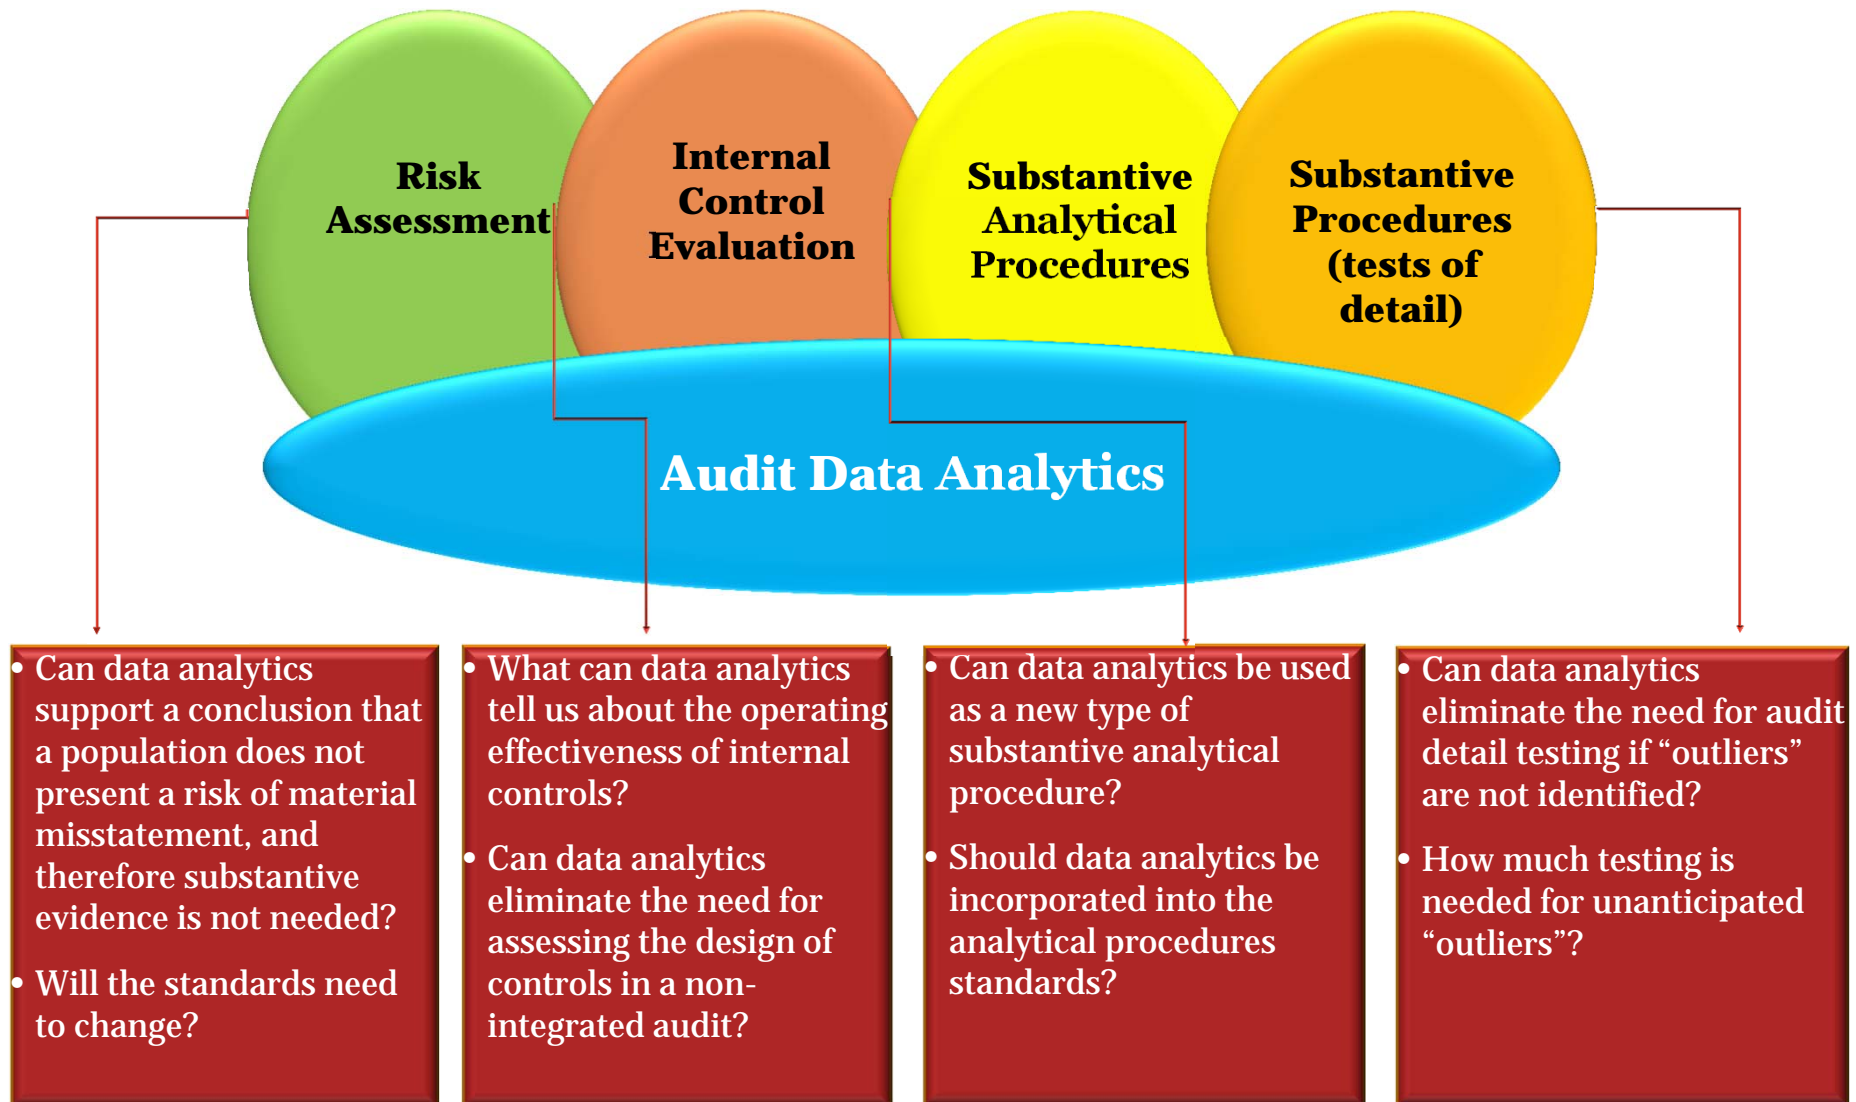 Risk
Assessment
Internal
Control
Evaluation
Substantive
Analytical
Procedures
Substantive
Procedures
(tests of
detail)
Audit Data Analytics
• Can data analytics
support a conclusion that
a population does not
present a risk of material
misstatement, and
therefore substantive
evidence is not needed?
• Will the standards need
to change?
• What can data analytics
tell us about the operating
effectiveness of internal
controls?
• Can data analytics
eliminate the need for
assessing the design of
controls in a non-
integrated audit?
• Can data analytics be used
as a new type of
substantive analytical
procedure?
• Should data analytics be
incorporated into the
analytical procedures
standards?
• Can data analytics
eliminate the need for audit
detail testing if “outliers”
are not identified?
• How much testing is
needed for unanticipated
“outliers”?